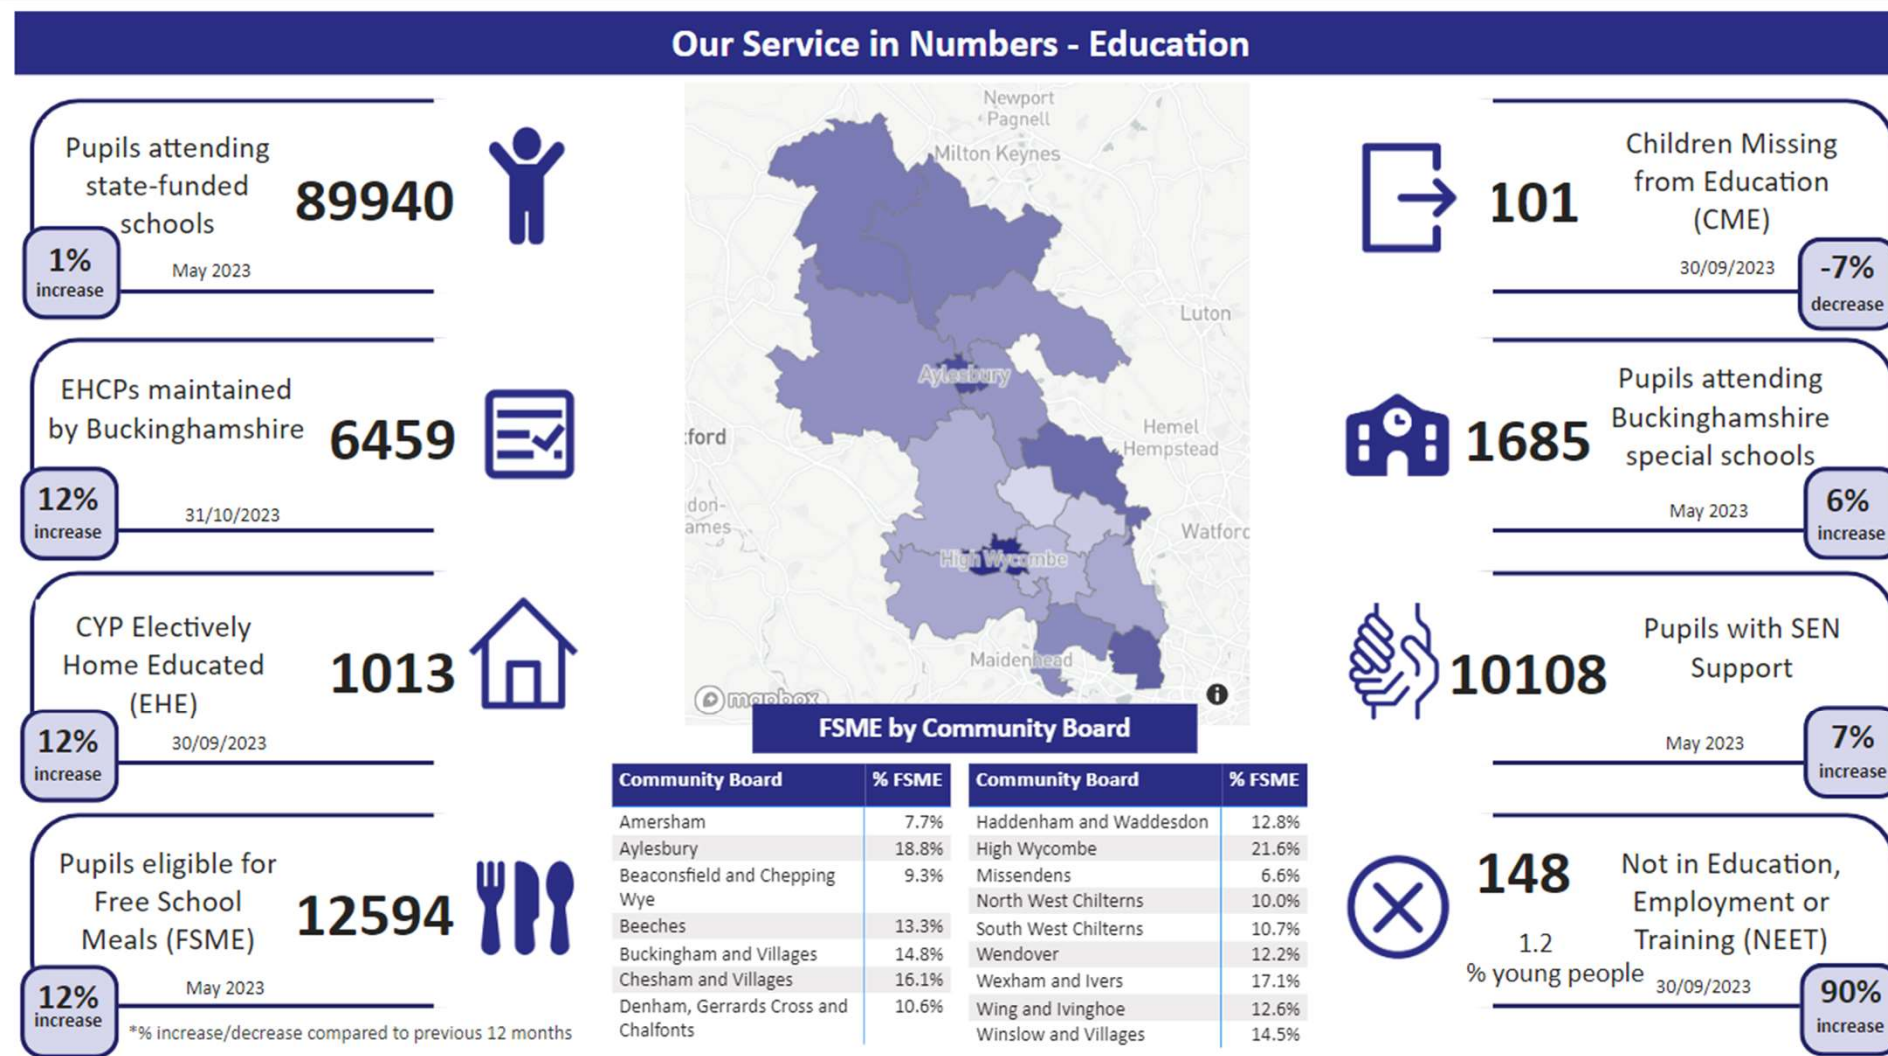 Our Service in Numbers - Education
Pupils attending
state-funded
schools
89940
May 2023
1%
increase
EHCPs maintained
by Buckinghamshire
6459
31/10/2023
12%
increase
CYP Electively
Home Educated
(EHE)
1013
30/09/2023
12%
increase
Pupils eligible for
Free School
Meals (FSME)
12594
May 2023
12%
increase
*% increase/decrease compared to previous 12 months
Newport
Pagnell
Milton Keynes
Luton
Aylesbury
Hemel
Hempstead
ford
don-
ames
Watford
High Wycombe
Maidenhead
mapbox
FSME by Community Board
Community Board % FSME
Amersham 7.7%
Aylesbury 18.8%
Beaconsfield and Chepping 9.3%
Wye
Beeches 13.3%
Buckingham and Villages 14.8%
Chesham and Villages 16.1%
Denham, Gerrards Cross and 10.6%
Chalfonts
Community Board % FSME
Haddenham and Waddesdon 12.8%
High Wycombe 21.6%
Missendens 6.6%
North West Chilterns 10.0%
South West Chilterns 10.7%
Wendover 12.2%
Wexham and Ivers 17.1%
Wing and Ivinghoe 12.6%
Winslow and Villages 14.5%
101
Children Missing
from Education
(CME)
30/09/2023
-7%
decrease
1685
Pupils attending
Buckinghamshire
special schools
May 2023
6%
increase
10108
Pupils with SEN
Support
May 2023
7%
increase
148
1.2
% young people
Not in Education,
Employment or
Training (NEET)
30/09/2023
90%
increase